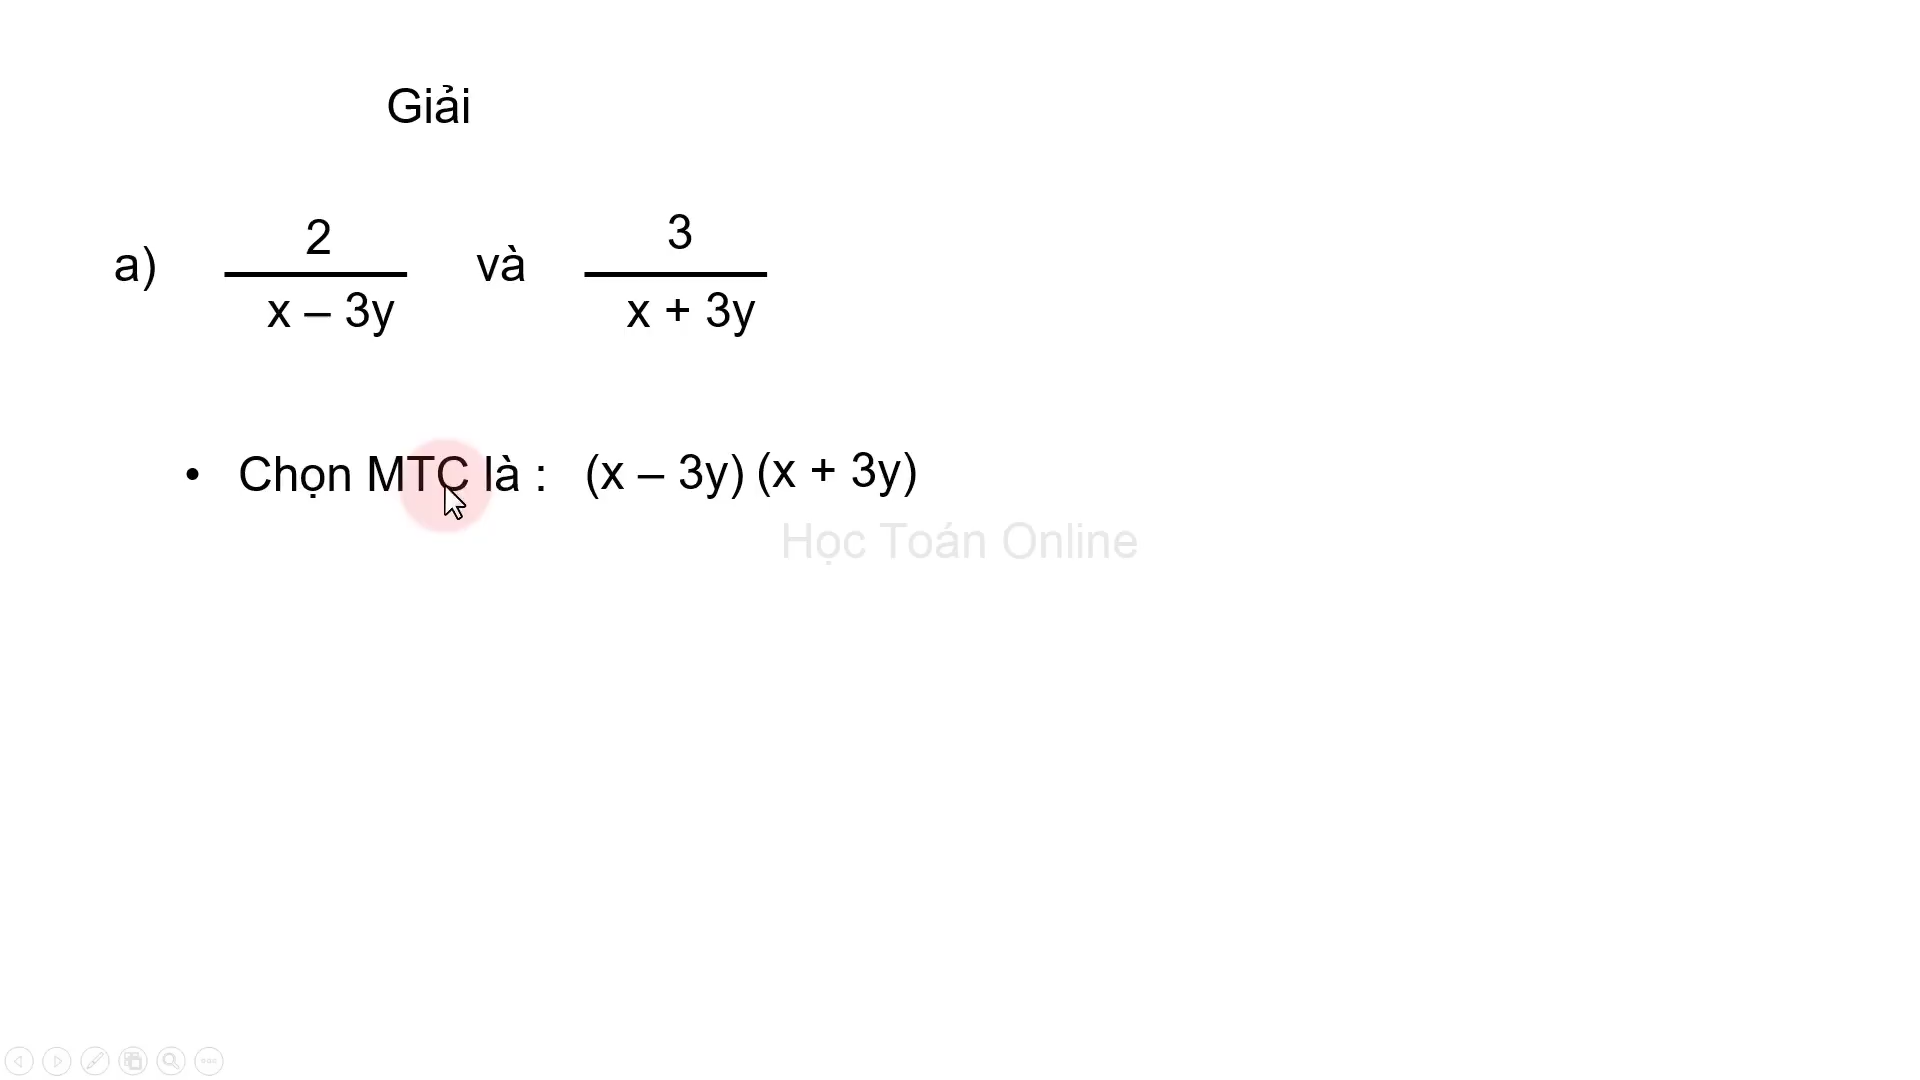 Giải
a) 2 / x – 3y và 3 / x + 3y
• Chọn MTC là : (x – 3y) (x + 3y)
Học Toán Online